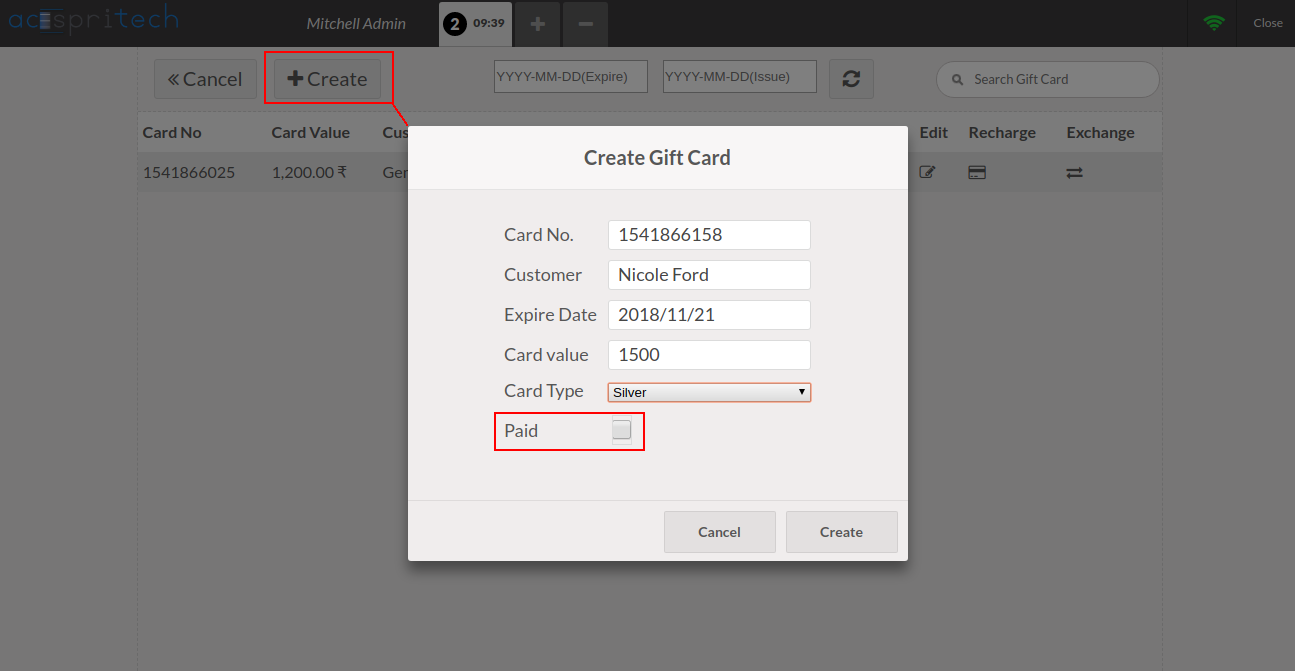 acespritech Mitchell Admin 2 09:39 Close
Cancel Create YYYY-MM-DD(Expire) YYYY-MM-DD(Issue) Search Gift Card
Card No Card Value Cus Edit Recharge Exchange
1541866025 1,200.00 ₹ Ger
Create Gift Card
Card No. 1541866158
Customer Nicole Ford
Expire Date 2018/11/21
Card value 1500
Card Type Silver
Paid
Cancel Create